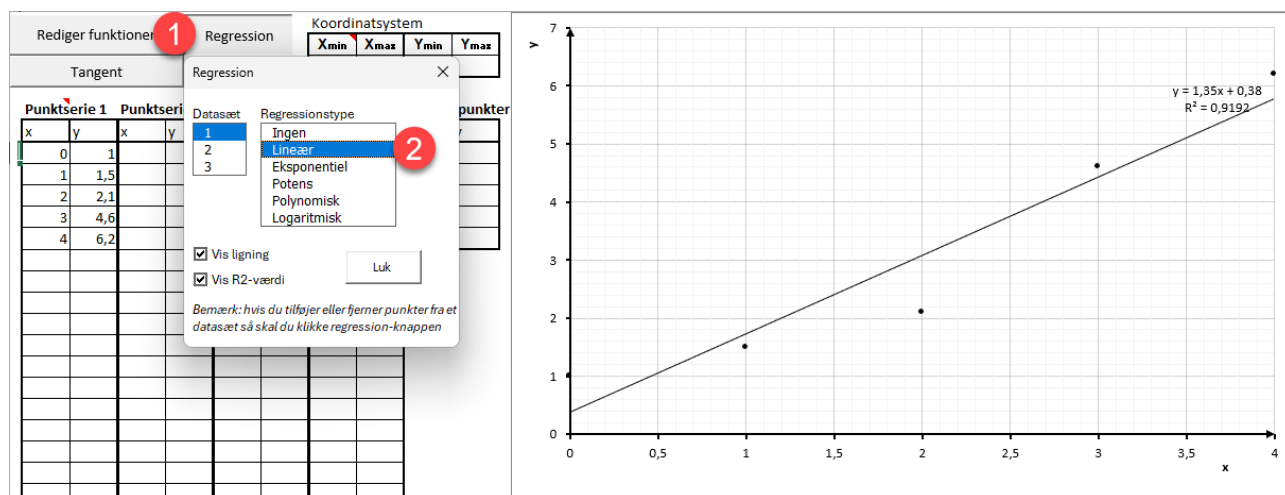 Rediger funktioner
1
Regression
Koordinatsystem
Xmin Xmax Ymin Ymax
Tangent
Punktserie 1 Punktseri
punkter
x y x y
0 1
1 1,5
2 2,1
3 4,6
4 6,2
Regression
Datasæt Regressionstype
1
2
3
Ingen
Lineær
2
Eksponentiel
Potens
Polynomisk
Logaritmisk
Vis ligning
Vis R2-værdi
Luk
Bemærk: hvis du tilføjer eller fjerner punkter fra et
datasæt så skal du klikke regression-knappen
y
7
6
5
4
3
2
1
0
y = 1,35x + 0,38
R² = 0,9192
0 0,5 1 1,5 2 2,5 3 3,5 4
x